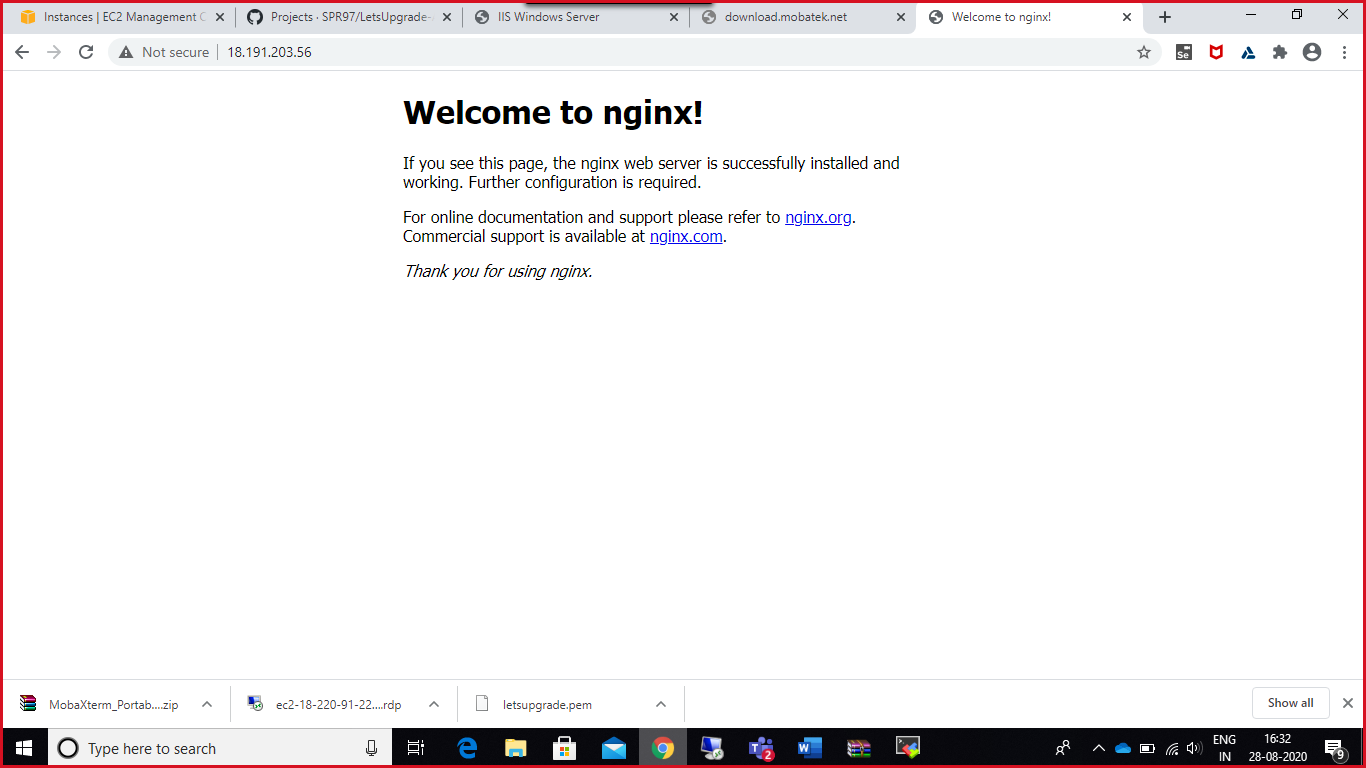 Instances | EC2 Management C
Projects · SPR97/LetsUpgrade-
IIS Windows Server
download.mobatek.net
Welcome to nginx!
Not secure
18.191.203.56
Se
Welcome to nginx!
If you see this page, the nginx web server is successfully installed and
working. Further configuration is required.
For online documentation and support please refer to nginx.org.
Commercial support is available at nginx.com.
Thank you for using nginx.
MobaXterm_Portab....zip
ec2-18-220-91-22....rdp
letsupgrade.pem
Show all
Type here to search
2
ENG
IN
16:32
28-08-2020
9